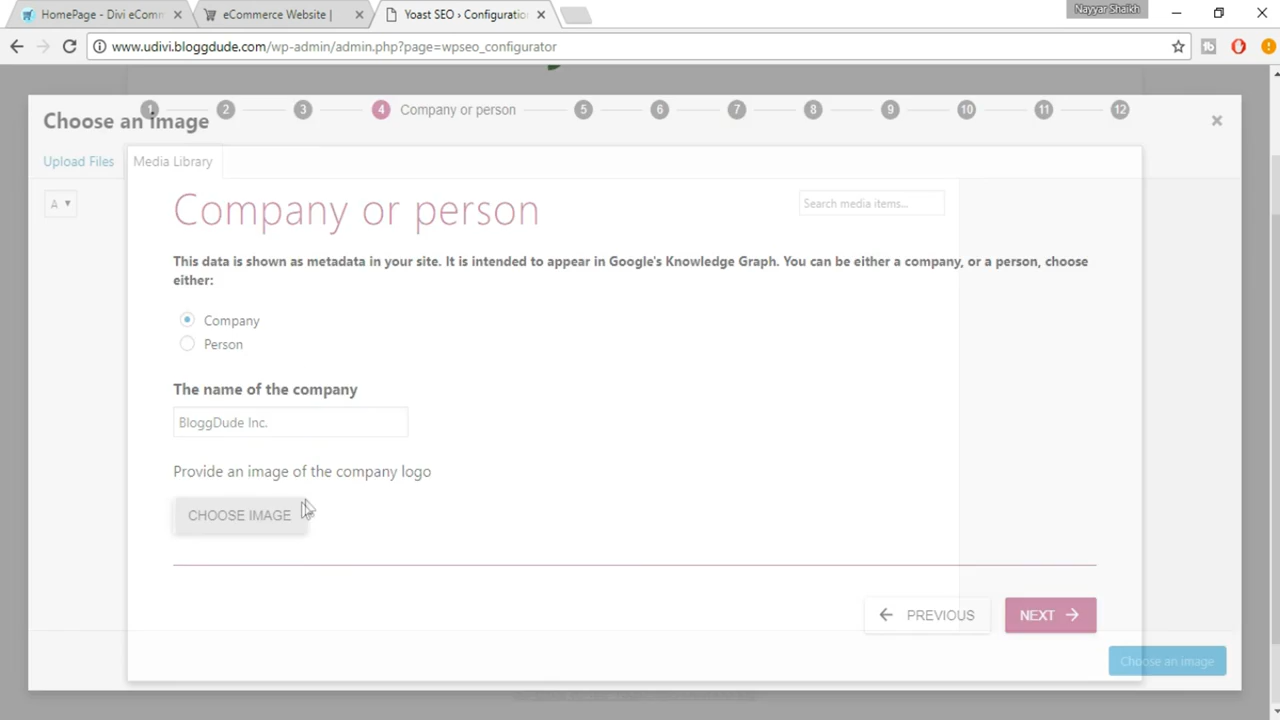 HomePage - Divi eComm
eCommerce Website |
Yoast SEO › Configuration
Nayyar Shaikh
www.udivi.bloggdude.com/wp-admin/admin.php?page=wpseo_configurator
1 2 3 4 Company or person 5 6 7 8 9 10 11 12
Choose an image
Upload Files
Media Library
A
Search media items...
Company or person
This data is shown as metadata in your site. It is intended to appear in Google's Knowledge Graph. You can be either a company, or a person, choose
either:
Company
Person
The name of the company
BloggDude Inc.
Provide an image of the company logo
CHOOSE IMAGE
PREVIOUS
NEXT
Choose an image